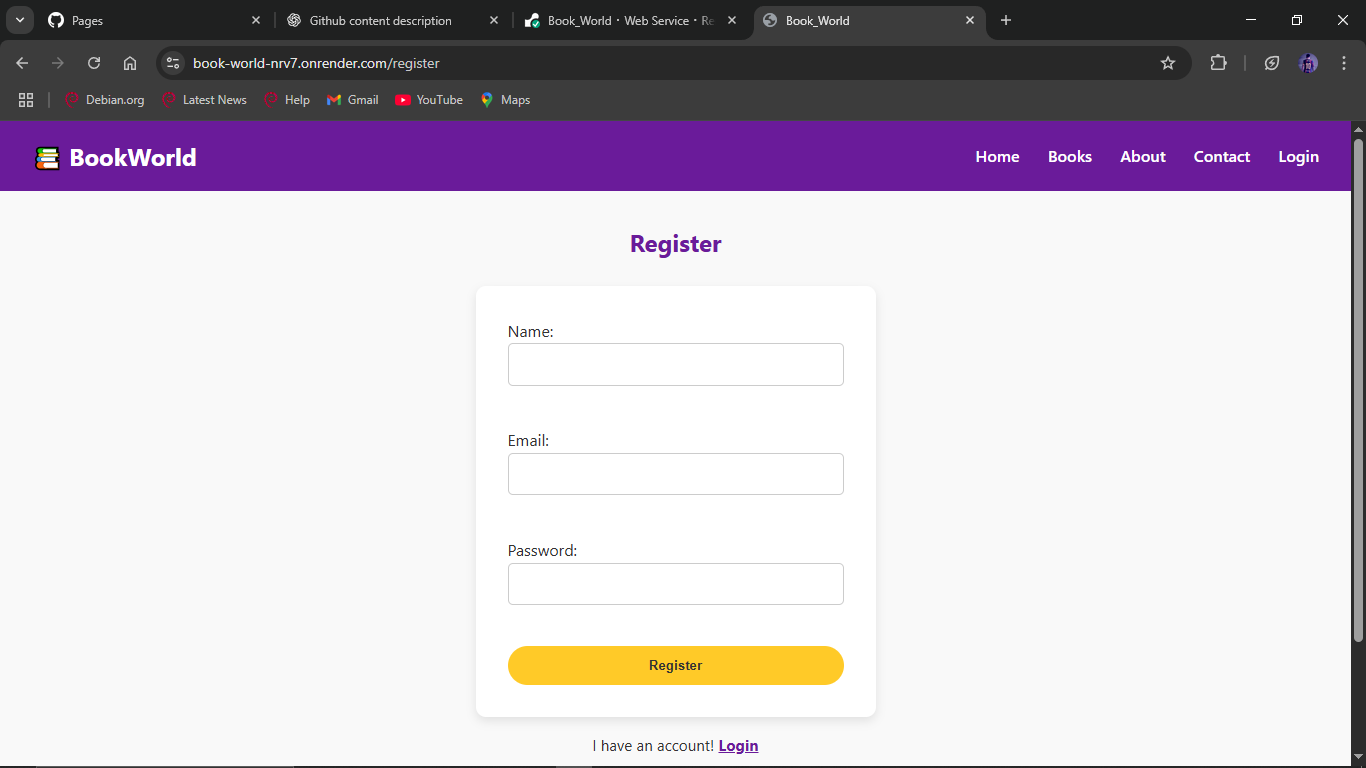 Pages
Github content description
Book_World · Web Service · Re
Book_World
book-world-nrv7.onrender.com/register
Debian.org
Latest News
Help
Gmail
YouTube
Maps
BookWorld
Home
Books
About
Contact
Login
Register
Name:
Email:
Password:
Register
I have an account! Login